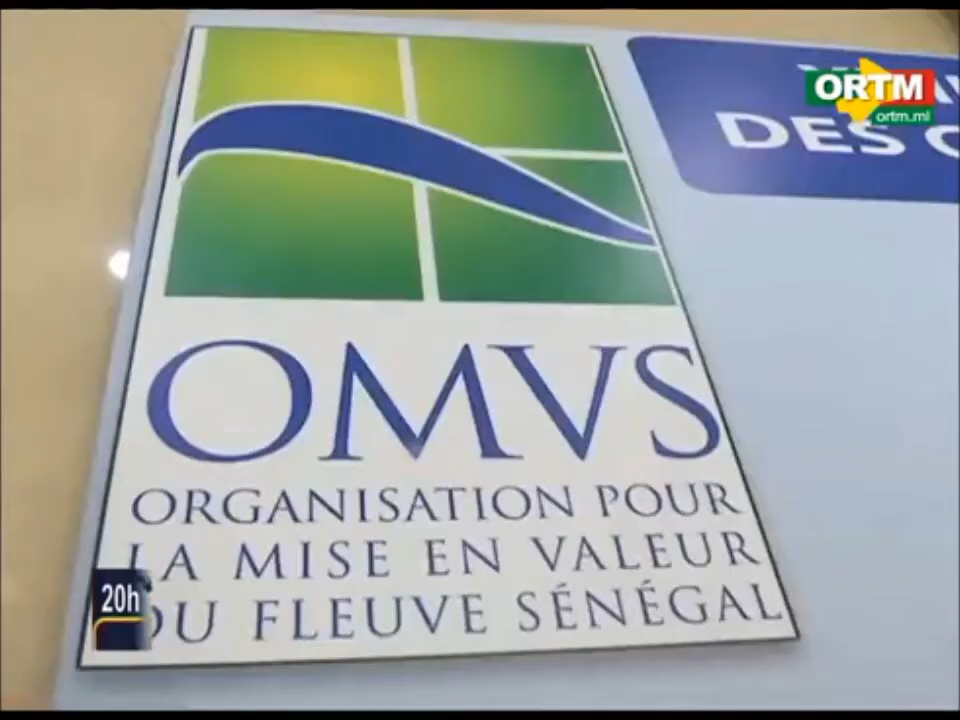 ORTM
ortm.ml
DES
OMVS
ORGANISATION POUR
LA MISE EN VALEUR
DU FLEUVE SÉNÉGAL
20h